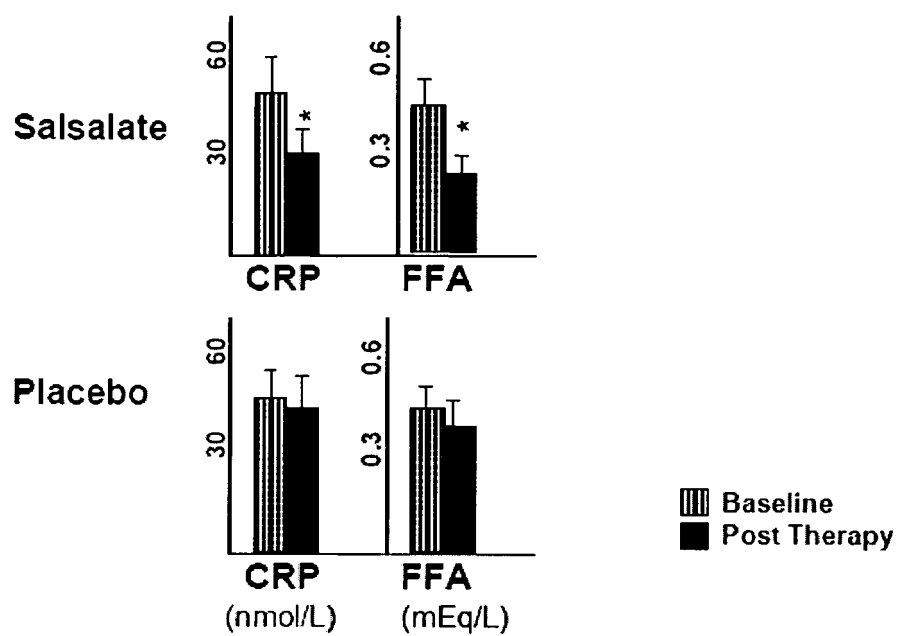 60
30
Salsalate
*
CRP
0.6
0.3
*
FFA
60
30
Placebo
CRP
(nmol/L)
0.6
0.3
FFA
(mEq/L)
Baseline
Post Therapy